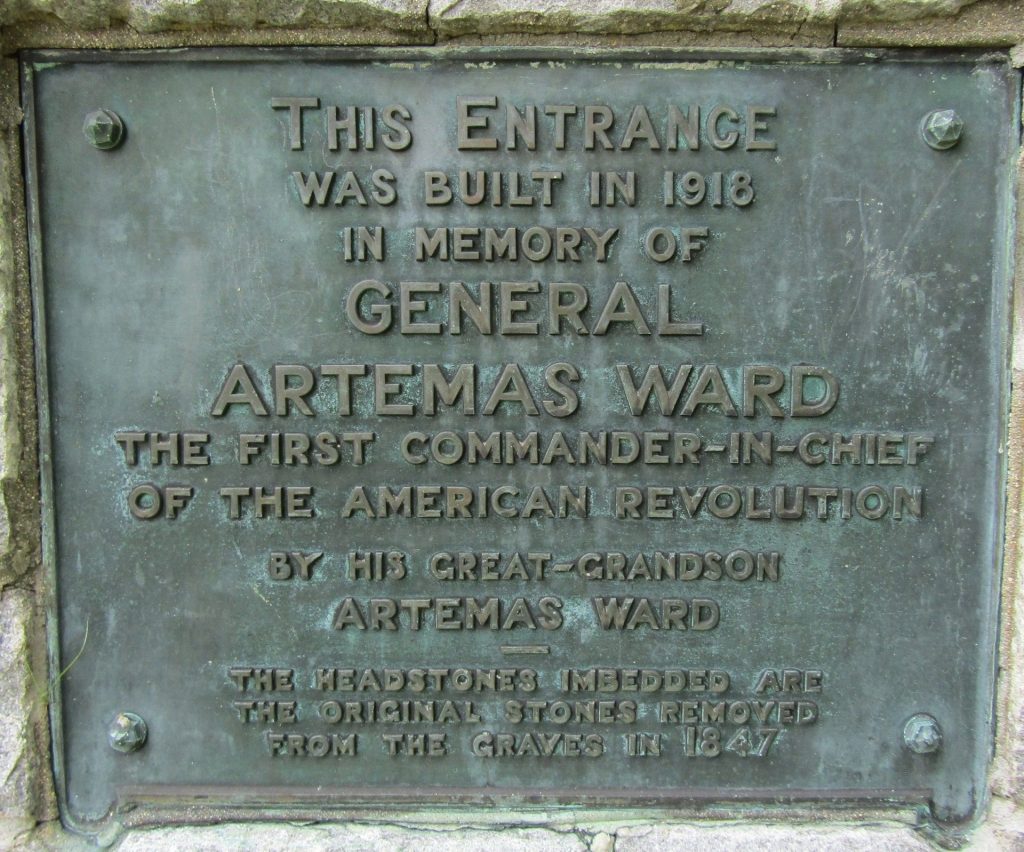 THIS ENTRANCE
WAS BUILT IN 1918
IN MEMORY OF
GENERAL
ARTEMAS WARD
THE FIRST COMMANDER-IN-CHIEF
OF THE AMERICAN REVOLUTION
BY HIS GREAT-GRANDSON
ARTEMAS WARD
THE HEADSTONES IMBEDDED ARE
THE ORIGINAL STONES REMOVED
FROM THE GRAVES IN 1847